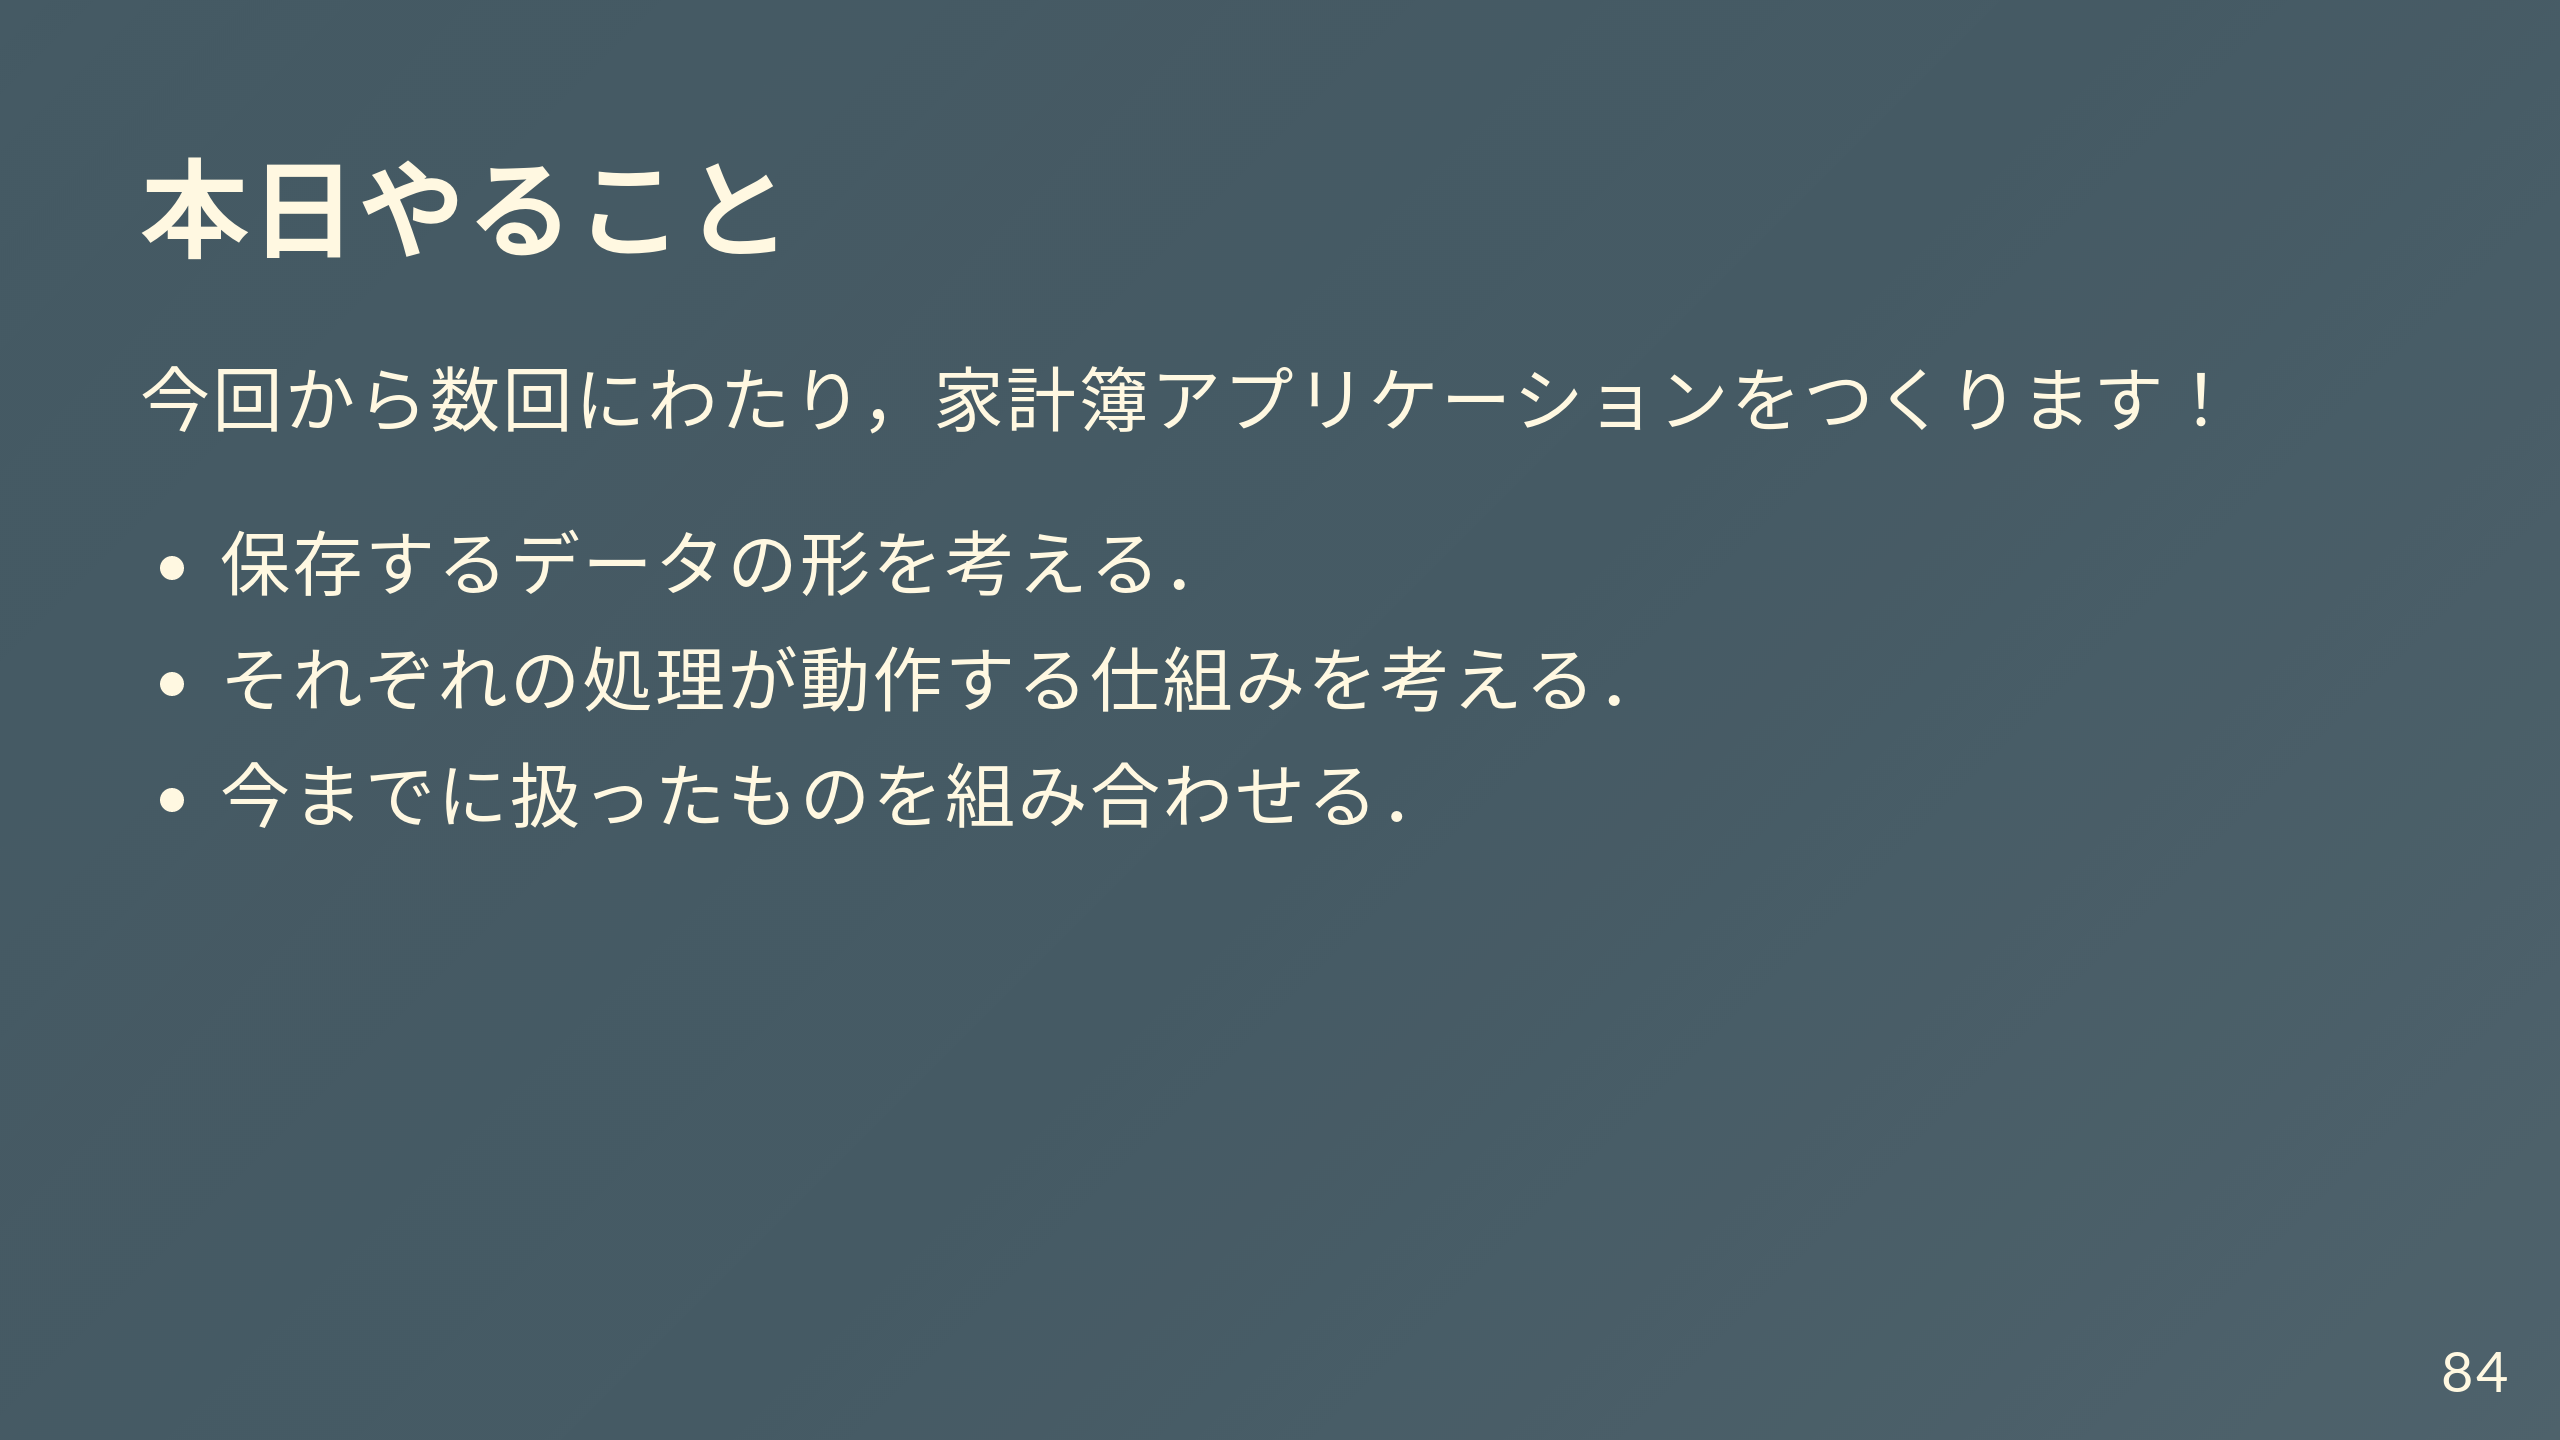 本日やること
今回から数回にわたり，家計簿アプリケーションをつくります！
• 保存するデータの形を考える．
• それぞれの処理が動作する仕組みを考える．
• 今までに扱ったものを組み合わせる．
84